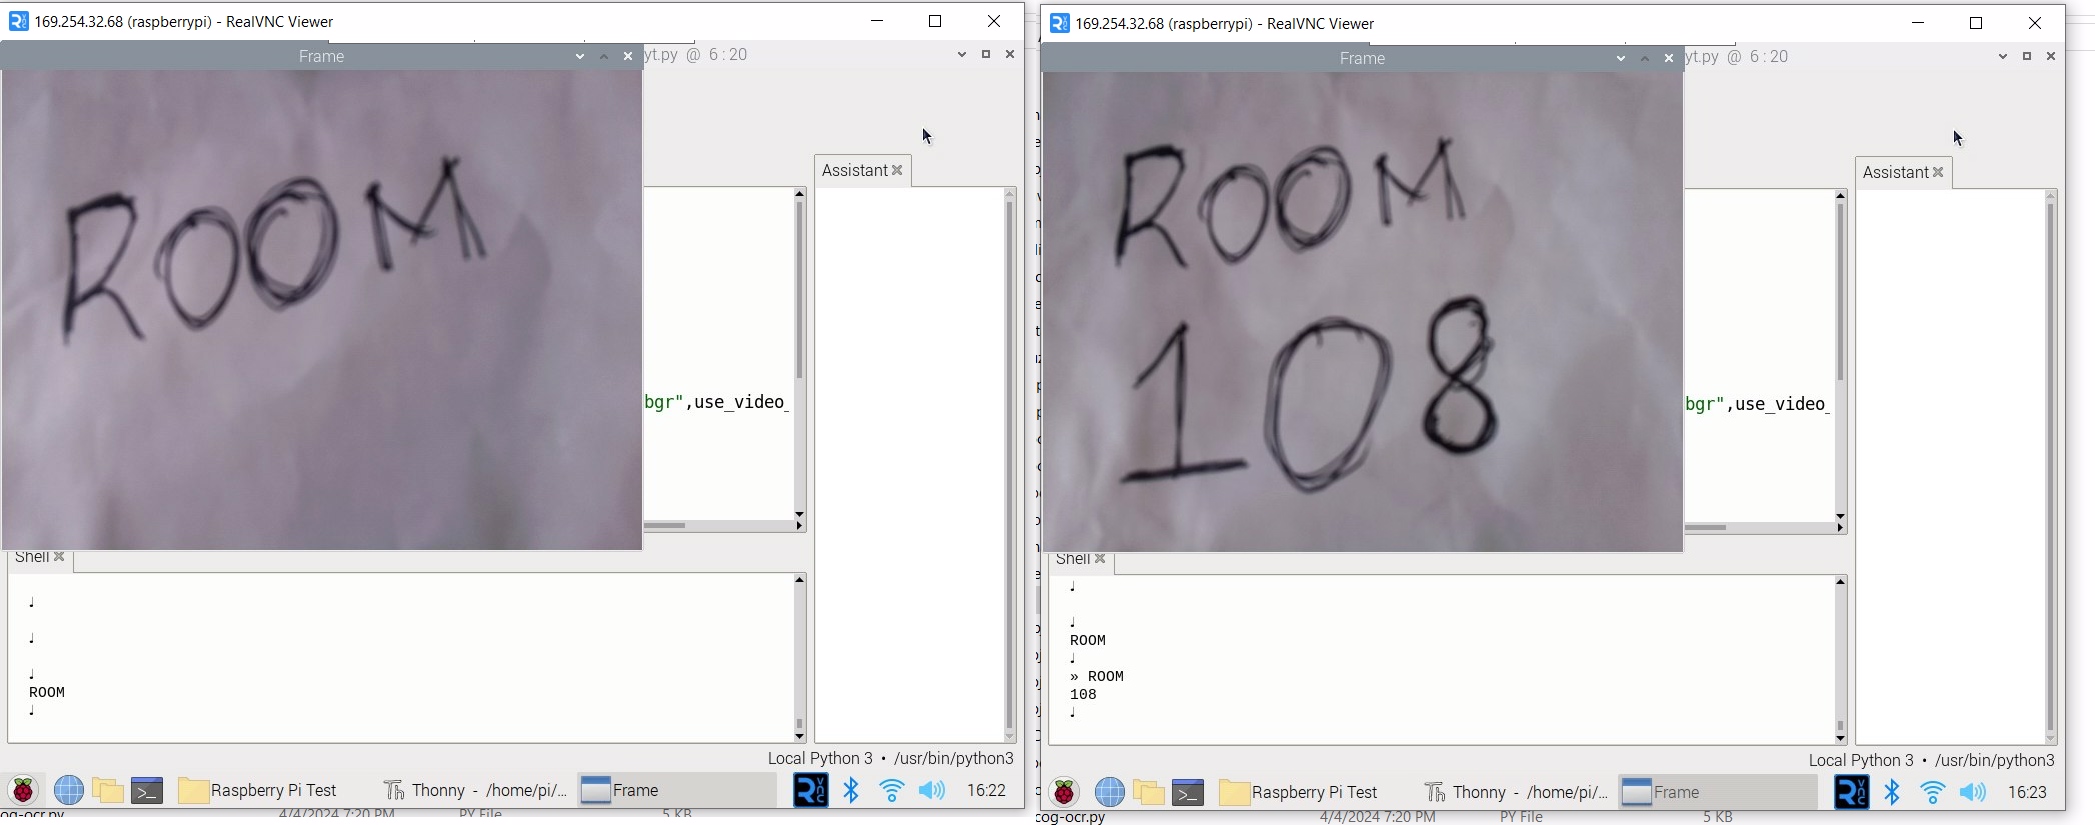 169.254.32.68 (raspberrypi) - RealVNC Viewer
Frame
yt.py @ 6 : 20
ROOM
Assistant
bgr",use_video_
Shell
♩
♩
♩
ROOM
♩
Local Python 3 • /usr/bin/python3
Raspberry Pi Test
Thonny - /home/pi/...
Frame
16:22
4/4/2024 7:20 PM
PY File
5 KB
169.254.32.68 (raspberrypi) - RealVNC Viewer
Frame
yt.py @ 6 : 20
ROOM
108
Assistant
bgr",use_video_
Shell
♩
♩
ROOM
♩
» ROOM
108
♩
Local Python 3 • /usr/bin/python3
Raspberry Pi Test
Thonny - /home/pi/...
Frame
16:23
cog-ocr.py
4/4/2024 7:20 PM
PY File
5 KB